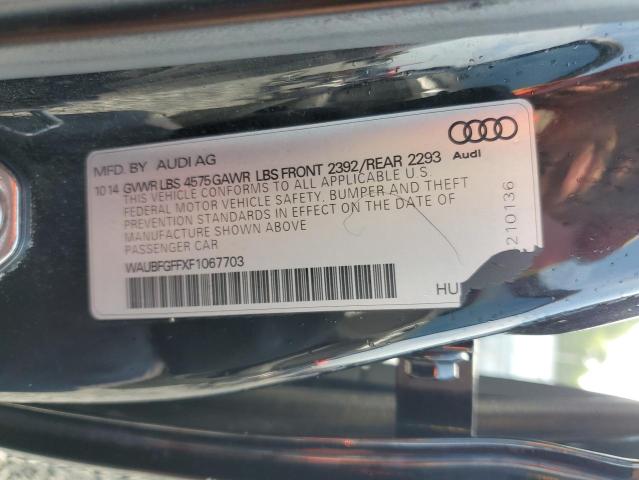 MFD. BY AUDI AG
10 14 GVWR LBS 4575 GAWR LBS FRONT 2392/REAR 2293
Audi
THIS VEHICLE CONFORMS TO ALL APPLICABLE U.S.
FEDERAL MOTOR VEHICLE SAFETY, BUMPER AND THEFT
PREVENTION STANDARDS IN EFFECT ON THE DATE OF
MANUFACTURE SHOWN ABOVE
PASSENGER CAR
WAUBFGFFXF1067703
HU
210136